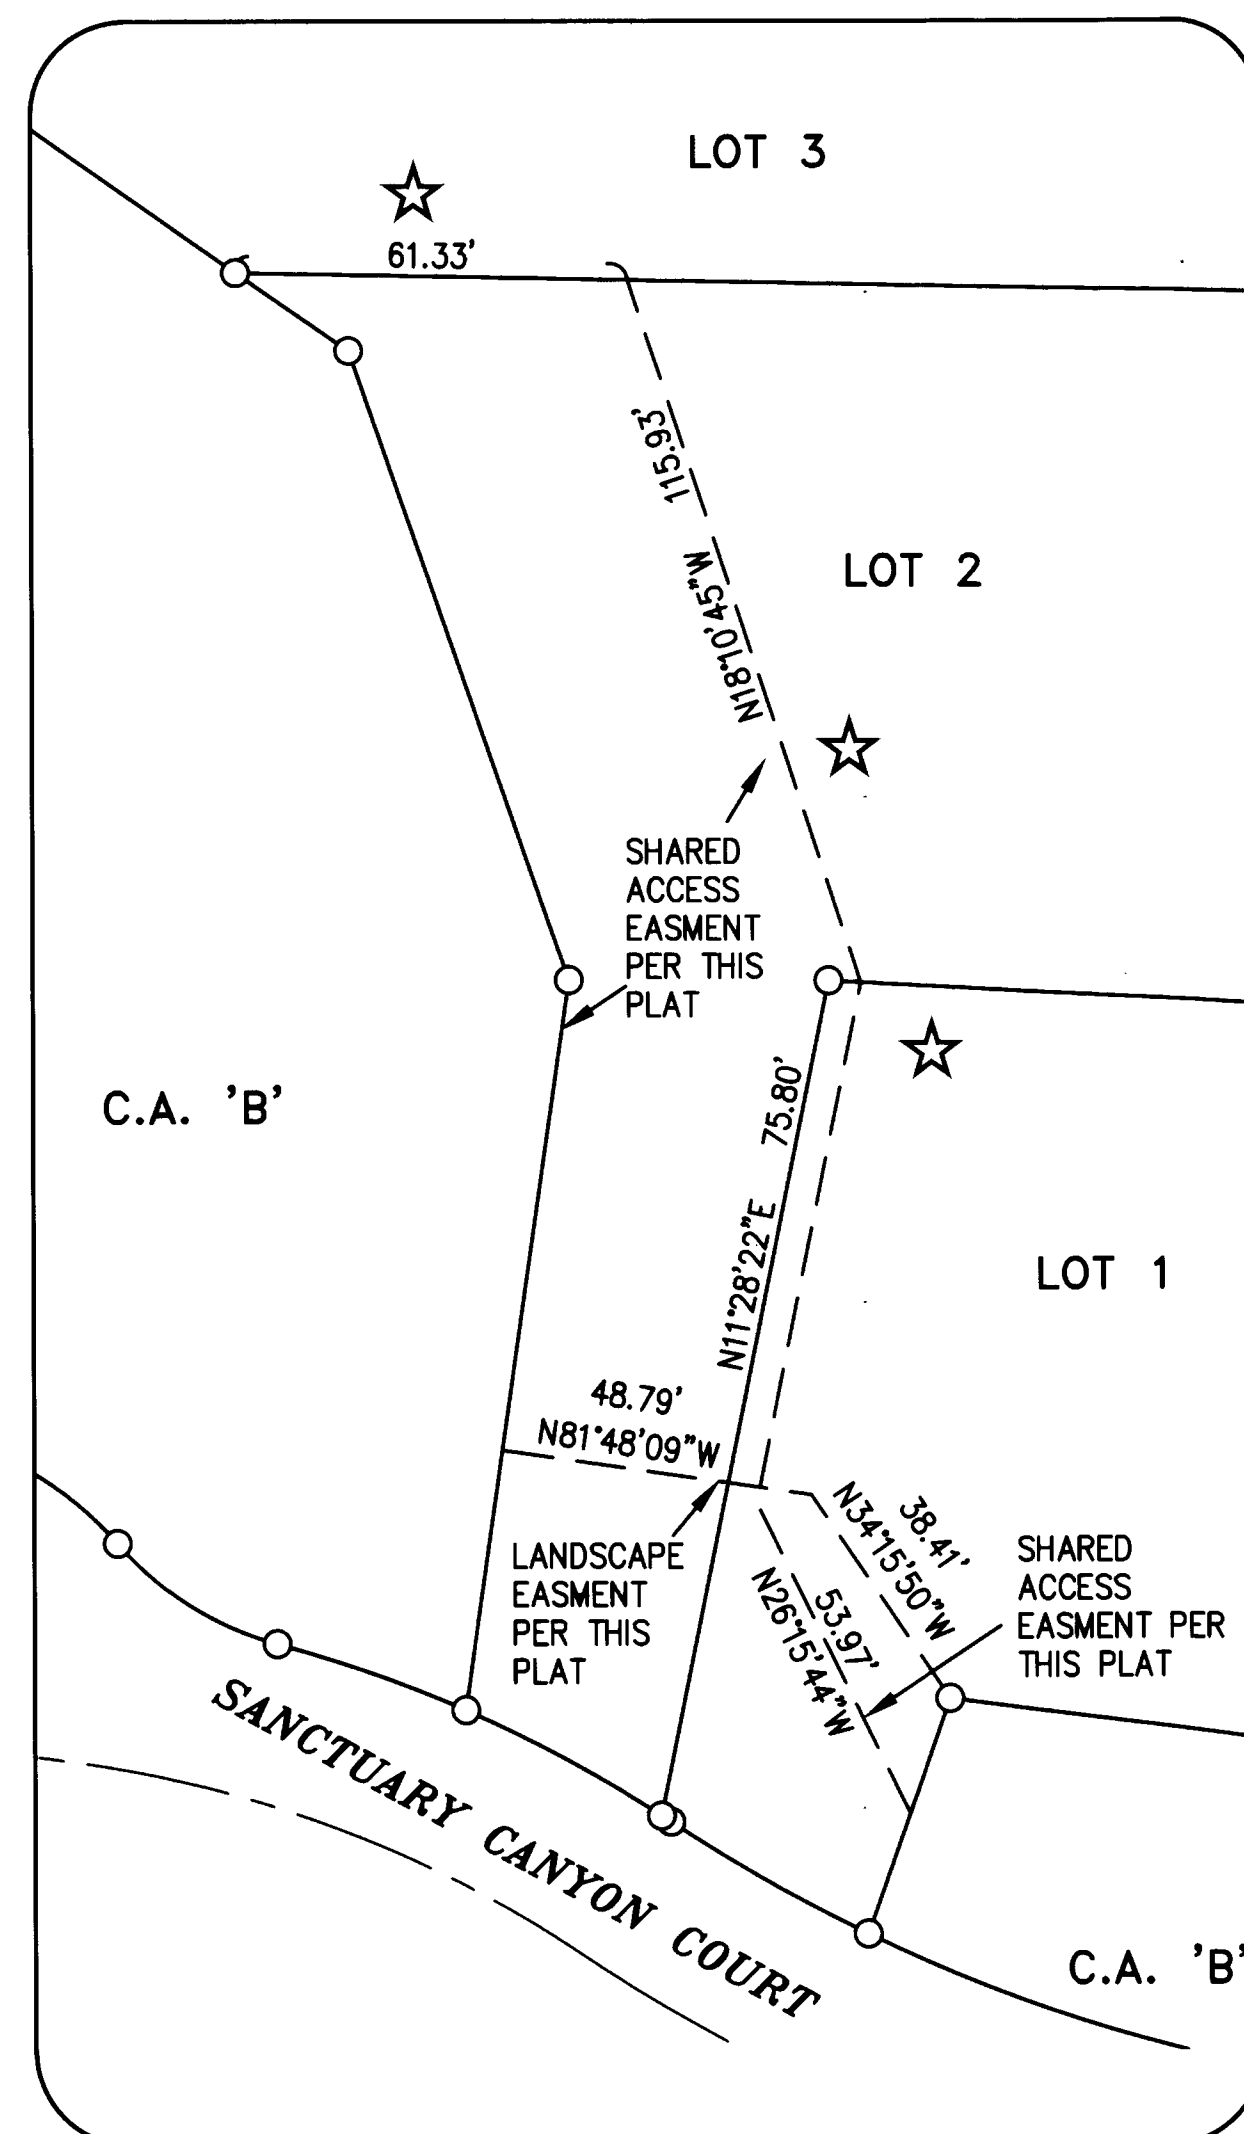 LOT 3
61.33'
115.93'
N18°10'45"W
LOT 2
SHARED
ACCESS
EASMENT
PER THIS
PLAT
75.80'
N11°28'22"E
C.A. 'B'
LOT 1
48.79'
N81°48'09"W
38.41'
N34°15'50"W
LANDSCAPE
EASMENT
PER THIS
PLAT
53.97'
N26°15'44"W
SHARED
ACCESS
EASMENT PER
THIS PLAT
SANCTUARY CANYON COURT
C.A. 'B'